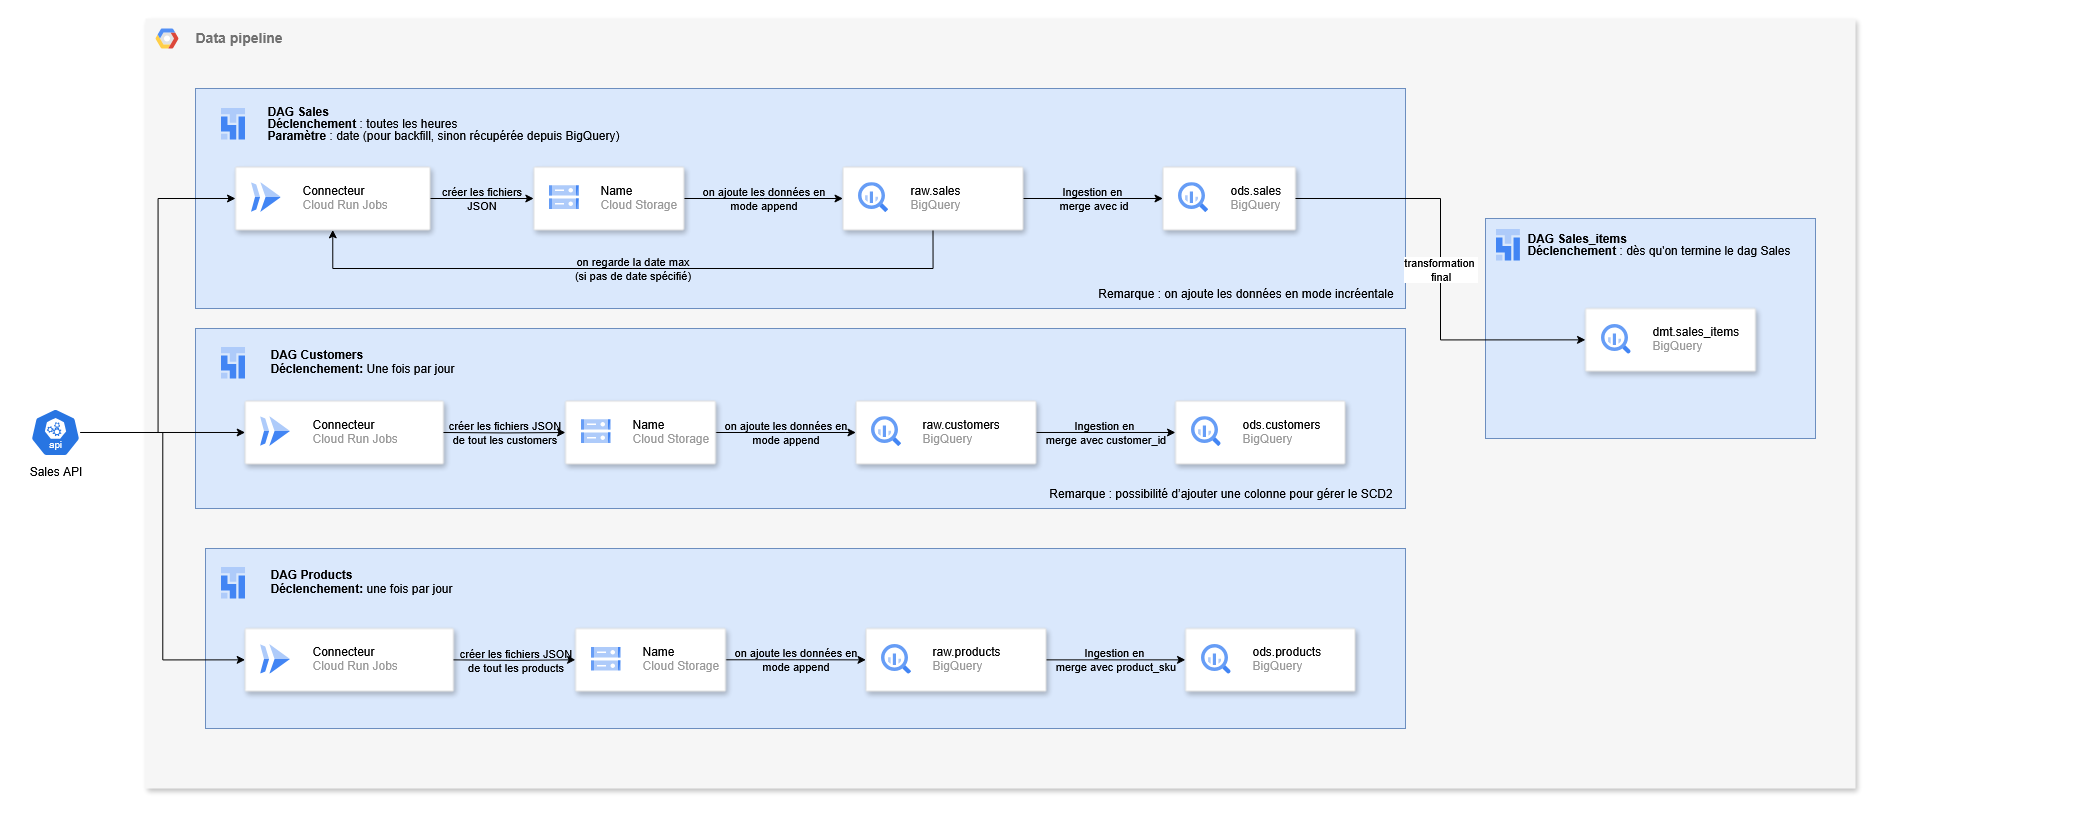 Data pipeline
DAG Sales
Déclenchement : toutes les heures
Paramètre : date (pour backfill, sinon récupérée depuis BigQuery)
Connecteur
Cloud Run Jobs
créer les fichiers
JSON
Name
Cloud Storage
on ajoute les données en
mode append
raw.sales
BigQuery
Ingestion en
merge avec id
ods.sales
BigQuery
on regarde la date max
(si pas de date spécifié)
Remarque : on ajoute les données en mode incréentale
transformation
final
DAG Sales_items
Déclenchement : dès qu'on termine le dag Sales
dmt.sales_items
BigQuery
DAG Customers
Déclenchement: Une fois par jour
Connecteur
Cloud Run Jobs
créer les fichiers JSON
de tout les customers
Name
Cloud Storage
on ajoute les données en
mode append
raw.customers
BigQuery
Ingestion en
merge avec customer_id
ods.customers
BigQuery
Remarque : possibilité d'ajouter une colonne pour gérer le SCD2
api
Sales API
DAG Products
Déclenchement: une fois par jour
Connecteur
Cloud Run Jobs
créer les fichiers JSON
de tout les products
Name
Cloud Storage
on ajoute les données en
mode append
raw.products
BigQuery
Ingestion en
merge avec product_sku
ods.products
BigQuery